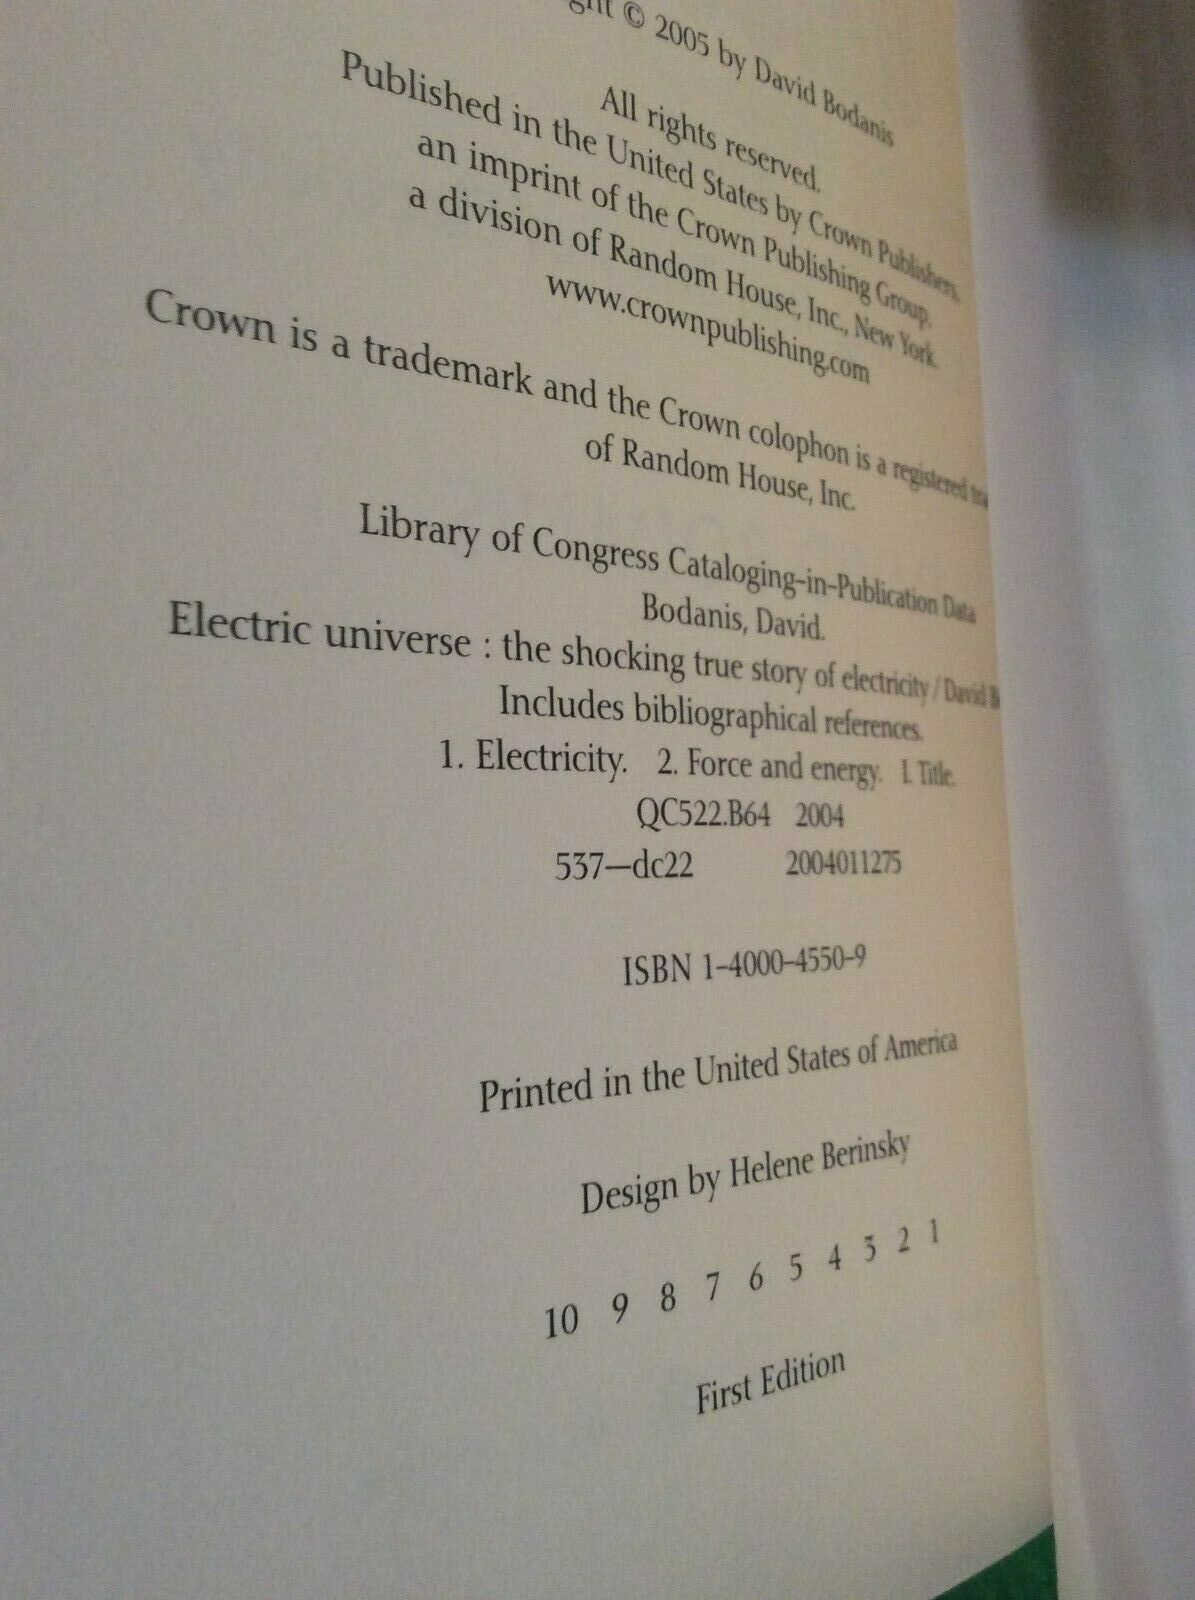 © 2005 by David Bodanis
All rights reserved.
Published in the United States by Crown Publishers,
an imprint of the Crown Publishing Group,
a division of Random House, Inc., New York.
www.crownpublishing.com
Crown is a trademark and the Crown colophon is a registered
of Random House, Inc.
Library of Congress Cataloging-in-Publication Data
Bodanis, David.
Electric universe : the shocking true story of electricity / David
Includes bibliographical references.
1. Electricity. 2. Force and energy. I. Title.
QC522.B64 2004
537—dc22 2004011275
ISBN 1-4000-4550-9
Printed in the United States of America
Design by Helene Berinsky
10 9 8 7 6 5 4 3 2 1
First Edition